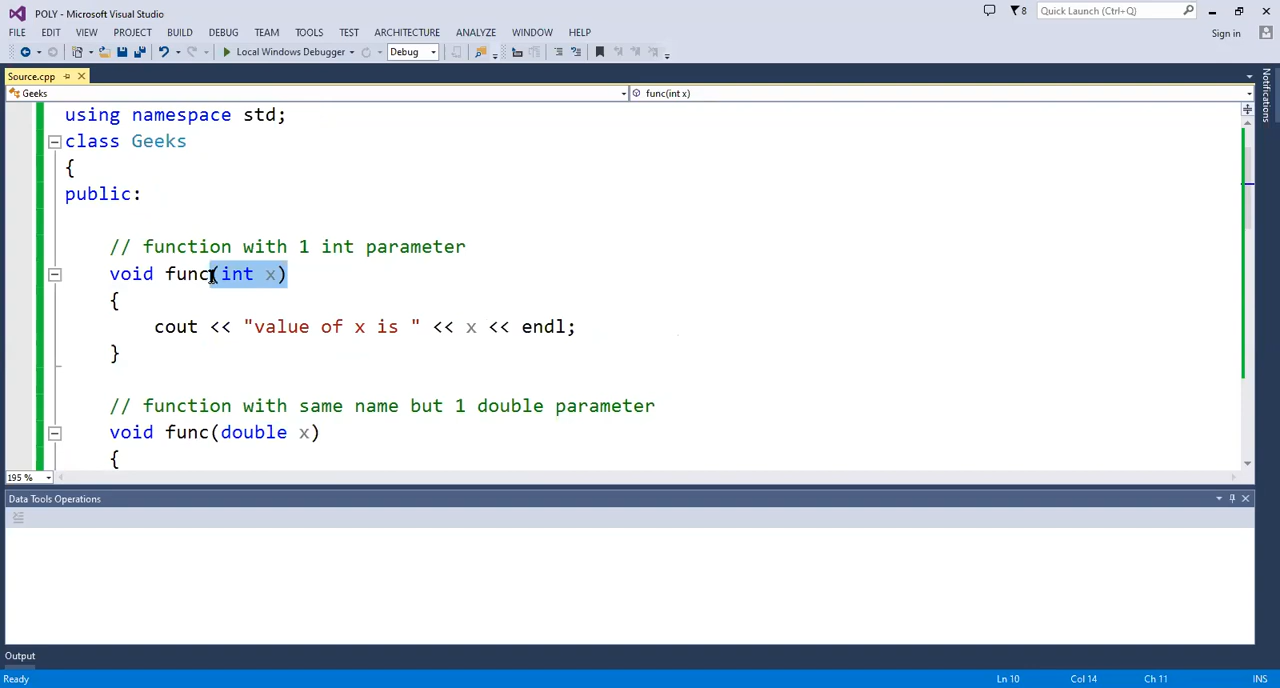 POLY - Microsoft Visual Studio
8
Quick Launch (Ctrl+Q)
FILE EDIT VIEW PROJECT BUILD DEBUG TEAM TOOLS TEST ARCHITECTURE ANALYZE WINDOW HELP
Sign in
Local Windows Debugger
Debug
Source.cpp
Geeks
func(int x)
Notifications
using namespace std;
class Geeks
{
public:
// function with 1 int parameter
void func(int x)
{
cout << "value of x is " << x << endl;
}
// function with same name but 1 double parameter
void func(double x)
{
195 %
Data Tools Operations
Output
Ready
Ln 10
Col 14
Ch 11
INS